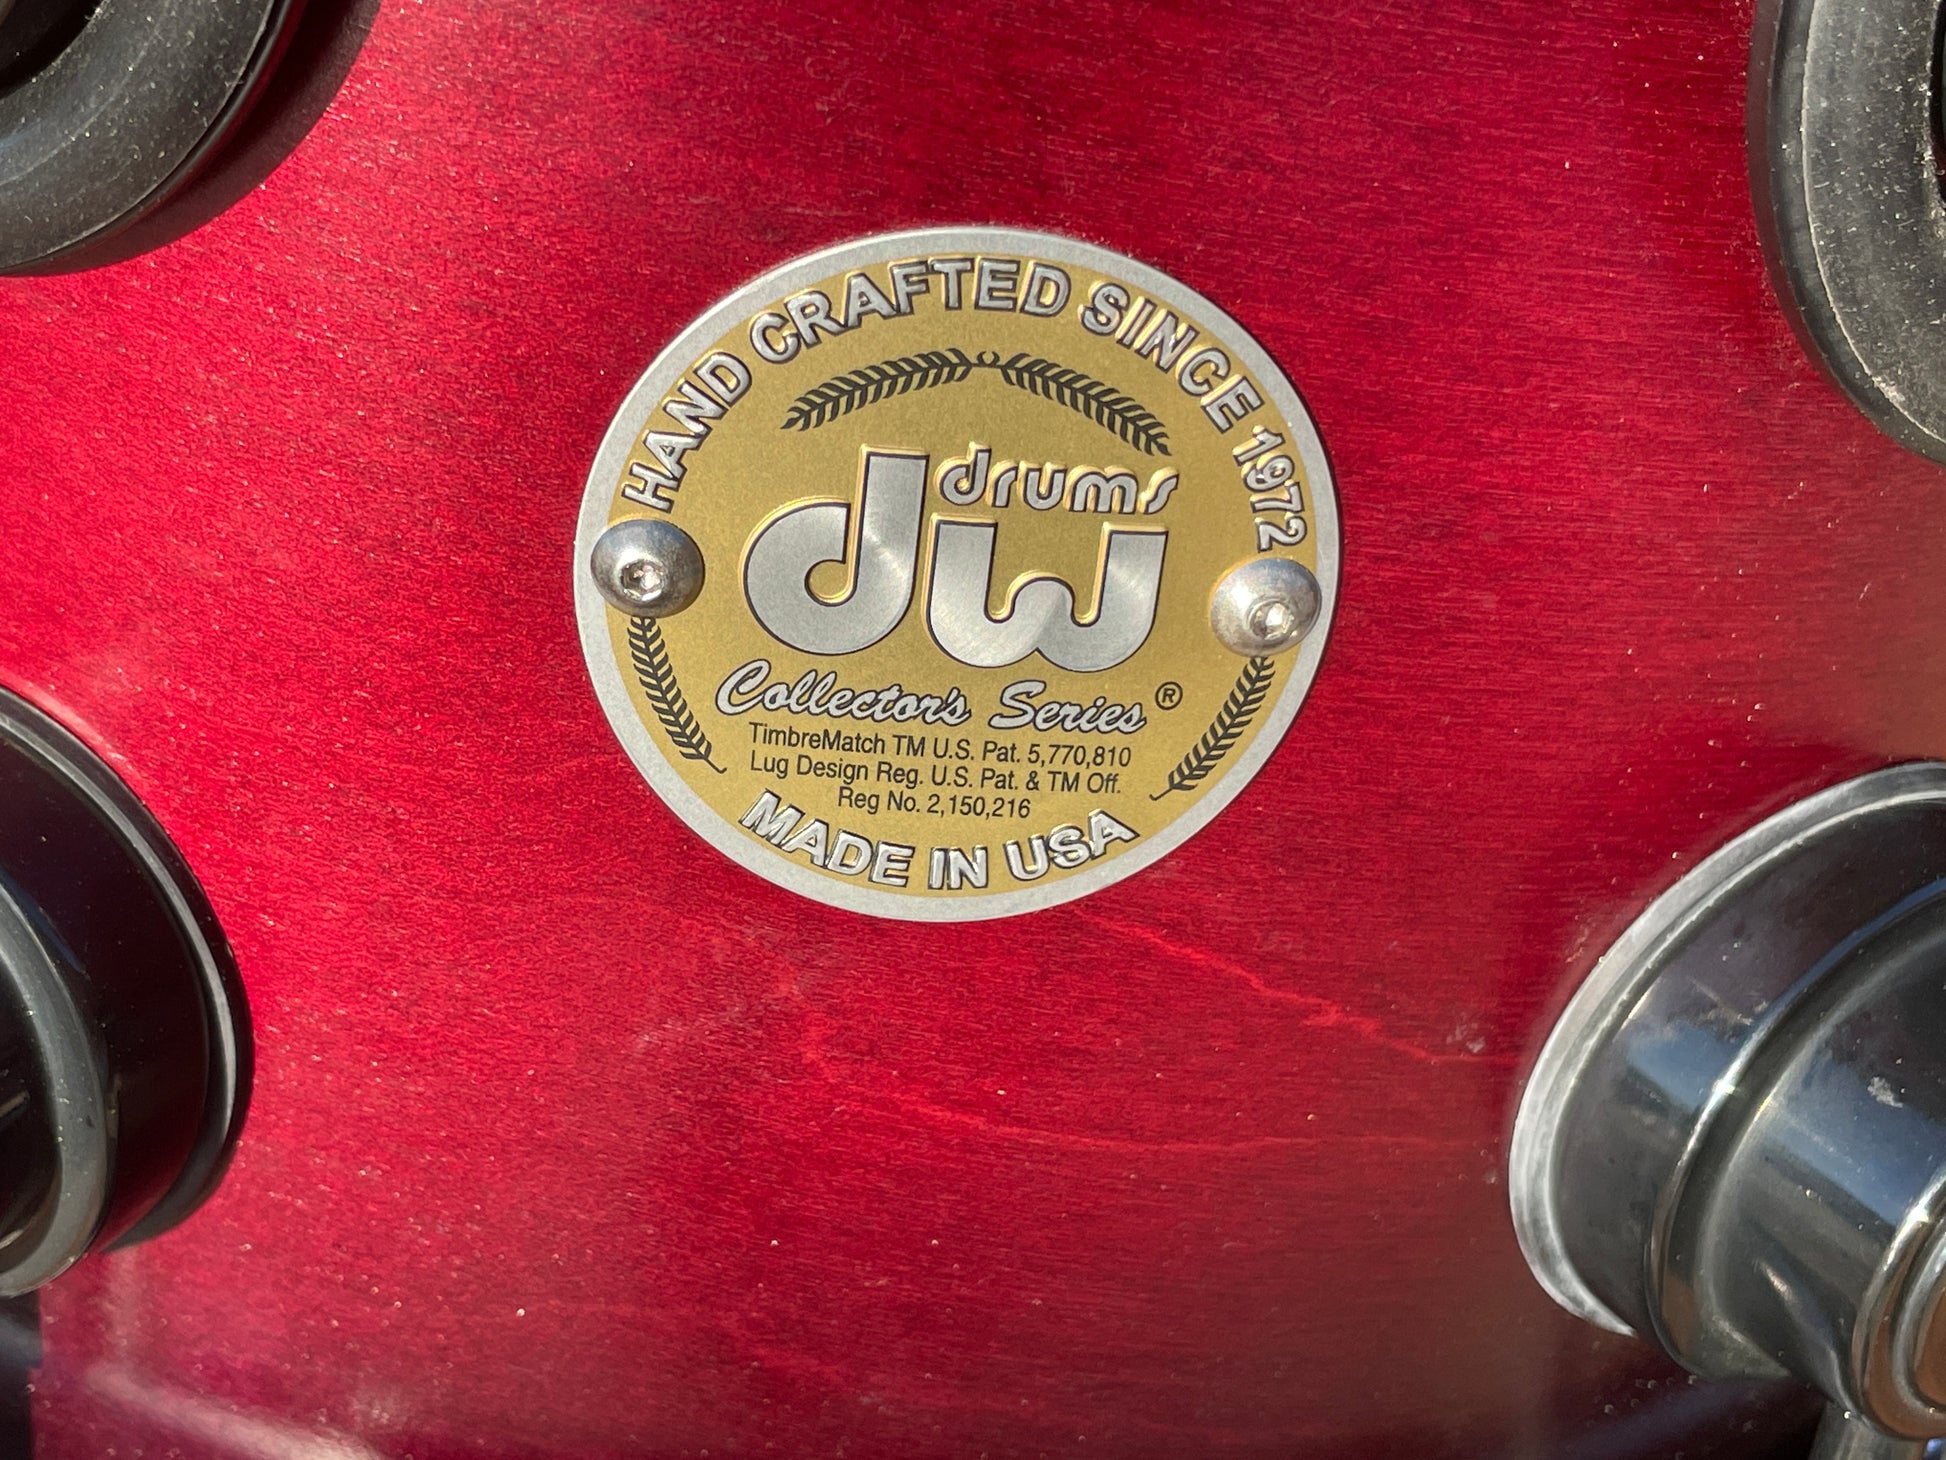 HAND CRAFTED SINCE 1972
drums
dw
Collector's Series ®
TimbreMatch TM U.S. Pat. 5,770,810
Lug Design Reg. U.S. Pat. & TM Off.
Reg No. 2,150,216
MADE IN USA